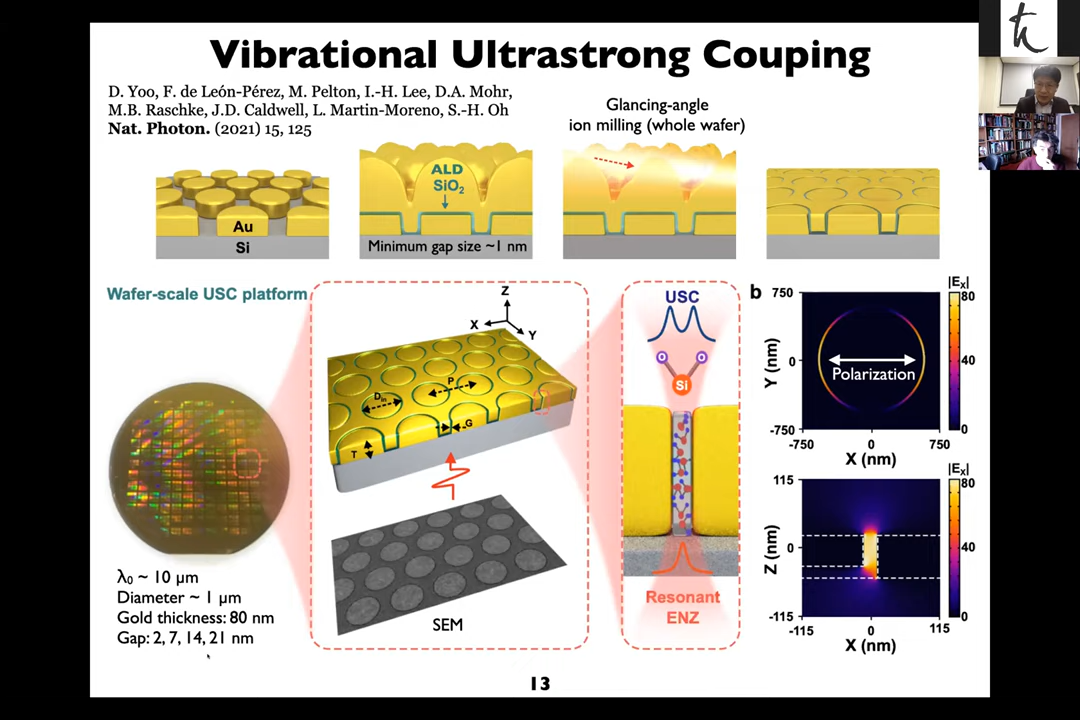 Vibrational Ultrastrong Couping
D. Yoo, F. de León-Pérez, M. Pelton, I.-H. Lee, D.A. Mohr,
M.B. Raschke, J.D. Caldwell, L. Martin-Moreno, S.-H. Oh
Nat. Photon. (2021) 15, 125
Glancing-angle
ion milling (whole wafer)
ALD
SiO₂
Au
Si
Minimum gap size ~1 nm
Wafer-scale USC platform
Z
X
Y
P
Din
G
T
SEM
USC
O
O
Si
Resonant
ENZ
b
750
0
-750
Y (nm)
Polarization
-750
0
750
X (nm)
|Ex|
80
40
0
115
0
-115
Z (nm)
-115
0
115
X (nm)
|Ex|
80
40
0
λ₀ ~ 10 µm
Diameter ~ 1 µm
Gold thickness: 80 nm
Gap: 2, 7, 14, 21 nm
13